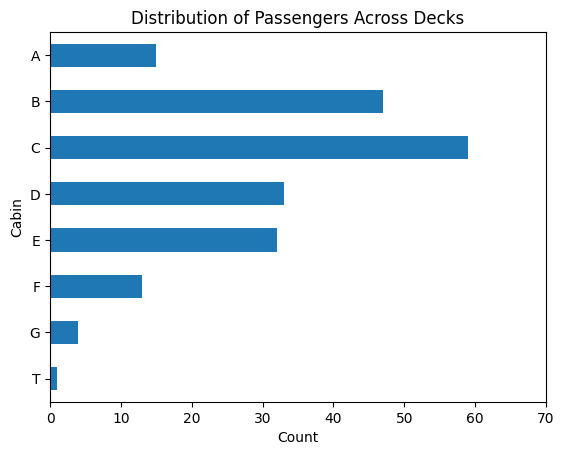 Distribution of Passengers Across Decks
Cabin
A
B
C
D
E
F
G
T
0 10 20 30 40 50 60 70
Count